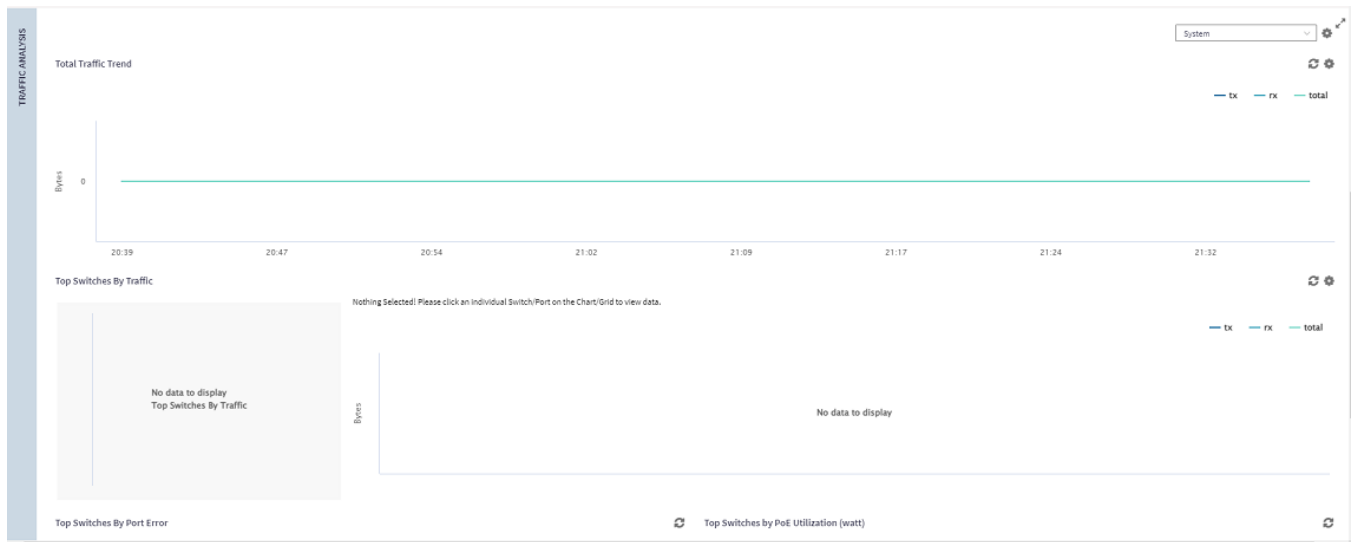 TRAFFIC ANALYSIS
System
Total Traffic Trend
tx rx total
Bytes
0
20:39 20:47 20:54 21:02 21:09 21:17 21:24 21:32
Top Switches By Traffic
Nothing Selected! Please click an individual Switch/Port on the Chart/Grid to view data.
tx rx total
No data to display
Top Switches By Traffic
Bytes
No data to display
Top Switches By Port Error
Top Switches by PoE Utilization (watt)